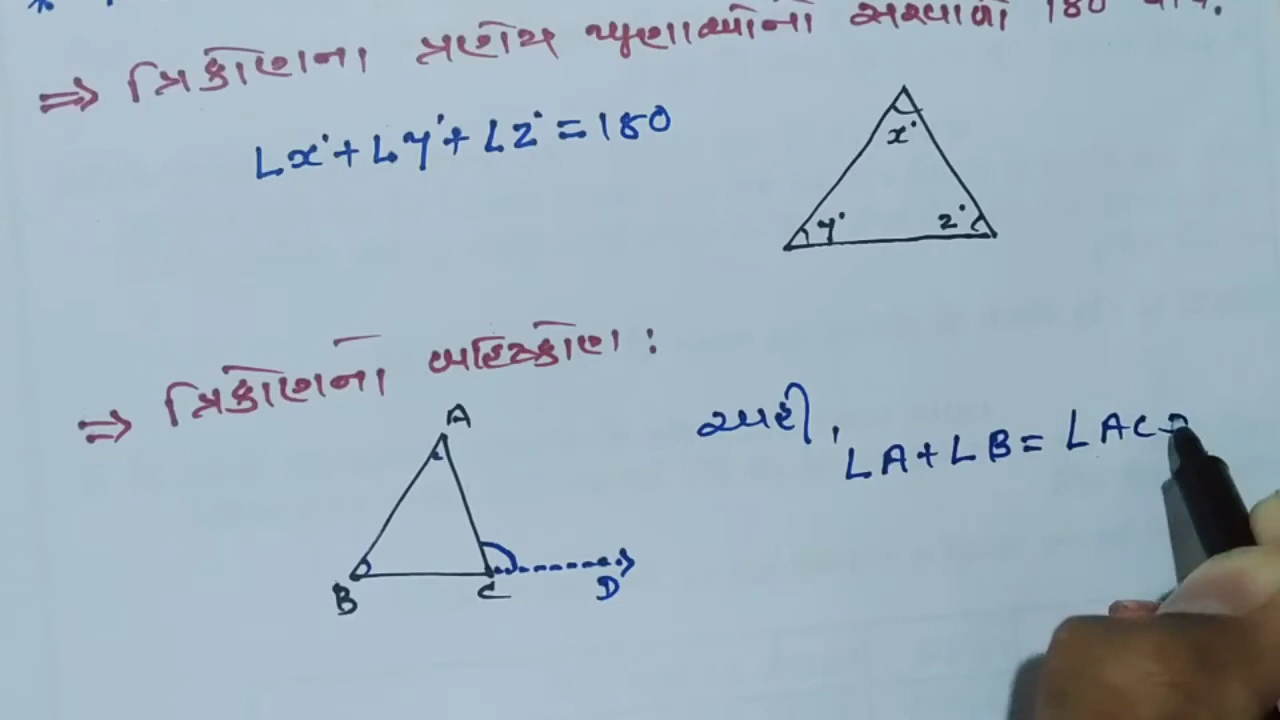 ⇒ ત્રિકોણના ત્રણેય ખૂણાઓનો સરવાળો 180
∠x° + ∠y° + ∠z° = 180
x°
y° z°
⇒ ત્રિકોણનો બહિષ્કોણ :
A
અહી,
∠A + ∠B = ∠AC
B C D